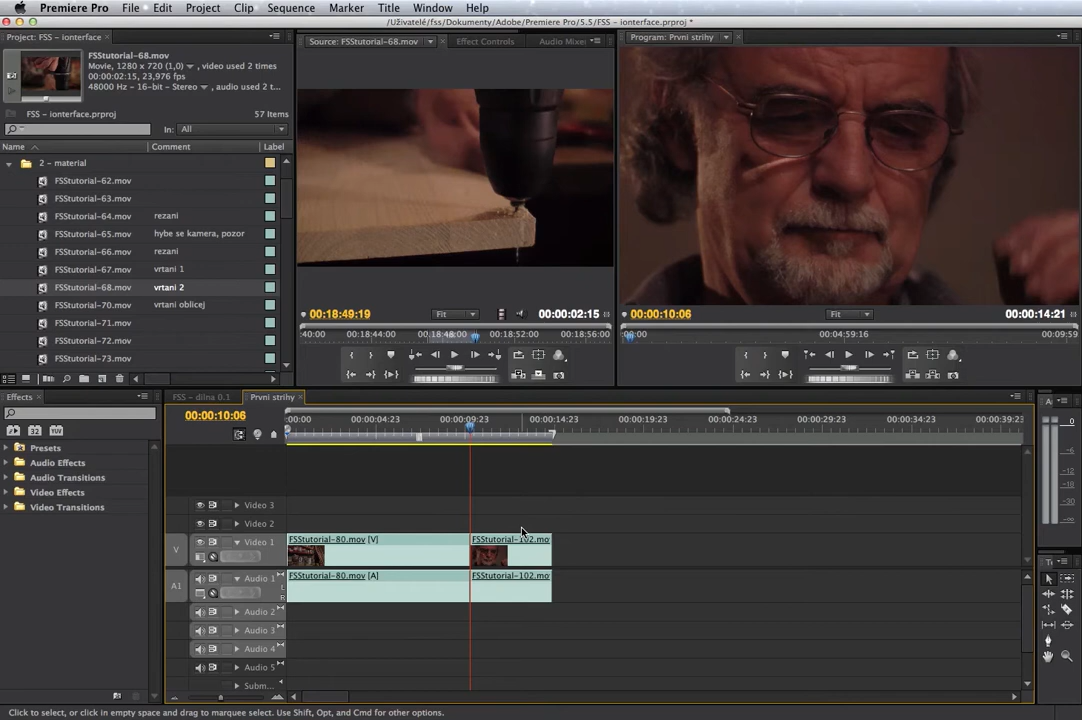 Premiere Pro File Edit Project Clip Sequence Marker Title Window Help
/Uživatelé/fss/Dokumenty/Adobe/Premiere Pro/5.5/FSS - ionterface.prproj *
Project: FSS - ionterface
FSStutorial-68.mov
Movie, 1280 x 720 (1,0) , video used 2 times
00:00:02:15, 23,976 fps
48000 Hz - 16-bit - Stereo , audio used 2 t...
FSS - ionterface.prproj 57 Items
In: All
Name Comment Label
2 - material
FSStutorial-62.mov
FSStutorial-63.mov
FSStutorial-64.mov rezani
FSStutorial-65.mov hybe se kamera, pozor
FSStutorial-66.mov rezani
FSStutorial-67.mov vrtani 1
FSStutorial-68.mov vrtani 2
FSStutorial-70.mov vrtani oblicej
FSStutorial-71.mov
FSStutorial-72.mov
FSStutorial-73.mov
Source: FSStutorial-68.mov Effect Controls Audio Mixer
00:18:49:19 Fit 00:00:02:15
:40:00 00:18:44:00 00:18:48:00 00:18:52:00 00:18:56:00
Program: Prvni strihy
00:00:10:06 Fit 00:00:14:21
:00:00 00:04:59:16 00:09:59
Effects
Presets
Audio Effects
Audio Transitions
Video Effects
Video Transitions
FSS - dilna 0.1 Prvni strihy
00:00:10:06
:00:00 00:00:04:23 00:00:09:23 00:00:14:23 00:00:19:23 00:00:24:23 00:00:29:23 00:00:34:23 00:00:39:23
Video 3
Video 2
V Video 1 FSStutorial-80.mov [V] FSStutorial-102.mo
A1 Audio 1 FSStutorial-80.mov [A] FSStutorial-102.mo
L
R
Audio 2
Audio 3
Audio 4
Audio 5
Subm...
A
0
-6
-12
-18
-30
To
Click to select, or click in empty space and drag to marquee select. Use Shift, Opt, and Cmd for other options.